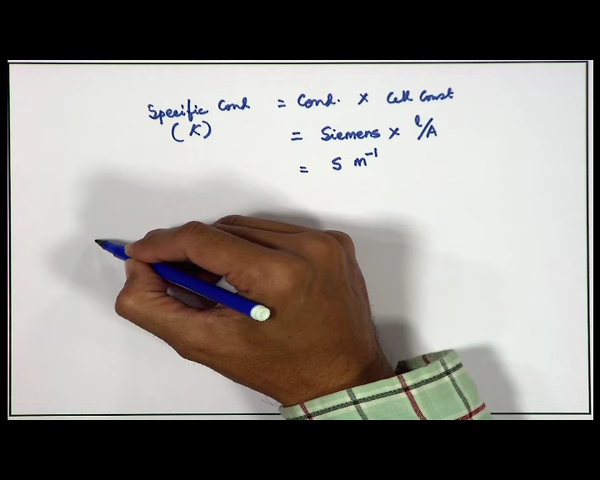 Specific Cond = Cond. × Cell Const
(K) = Siemens × l/A
= S m⁻¹